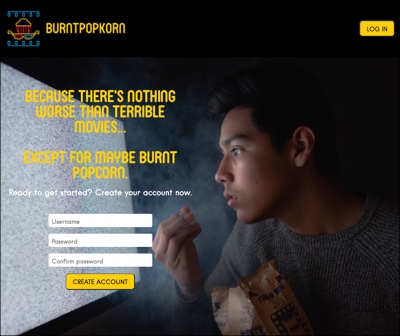 BURNTPOPKORN
LOG IN
BECAUSE THERE'S NOTHING
WORSE THAN TERRIBLE
MOVIES...
EXCEPT FOR MAYBE BURNT
POPCORN.
Ready to get started? Create your account now.
Username
Password
Confirm password
CREATE ACCOUNT